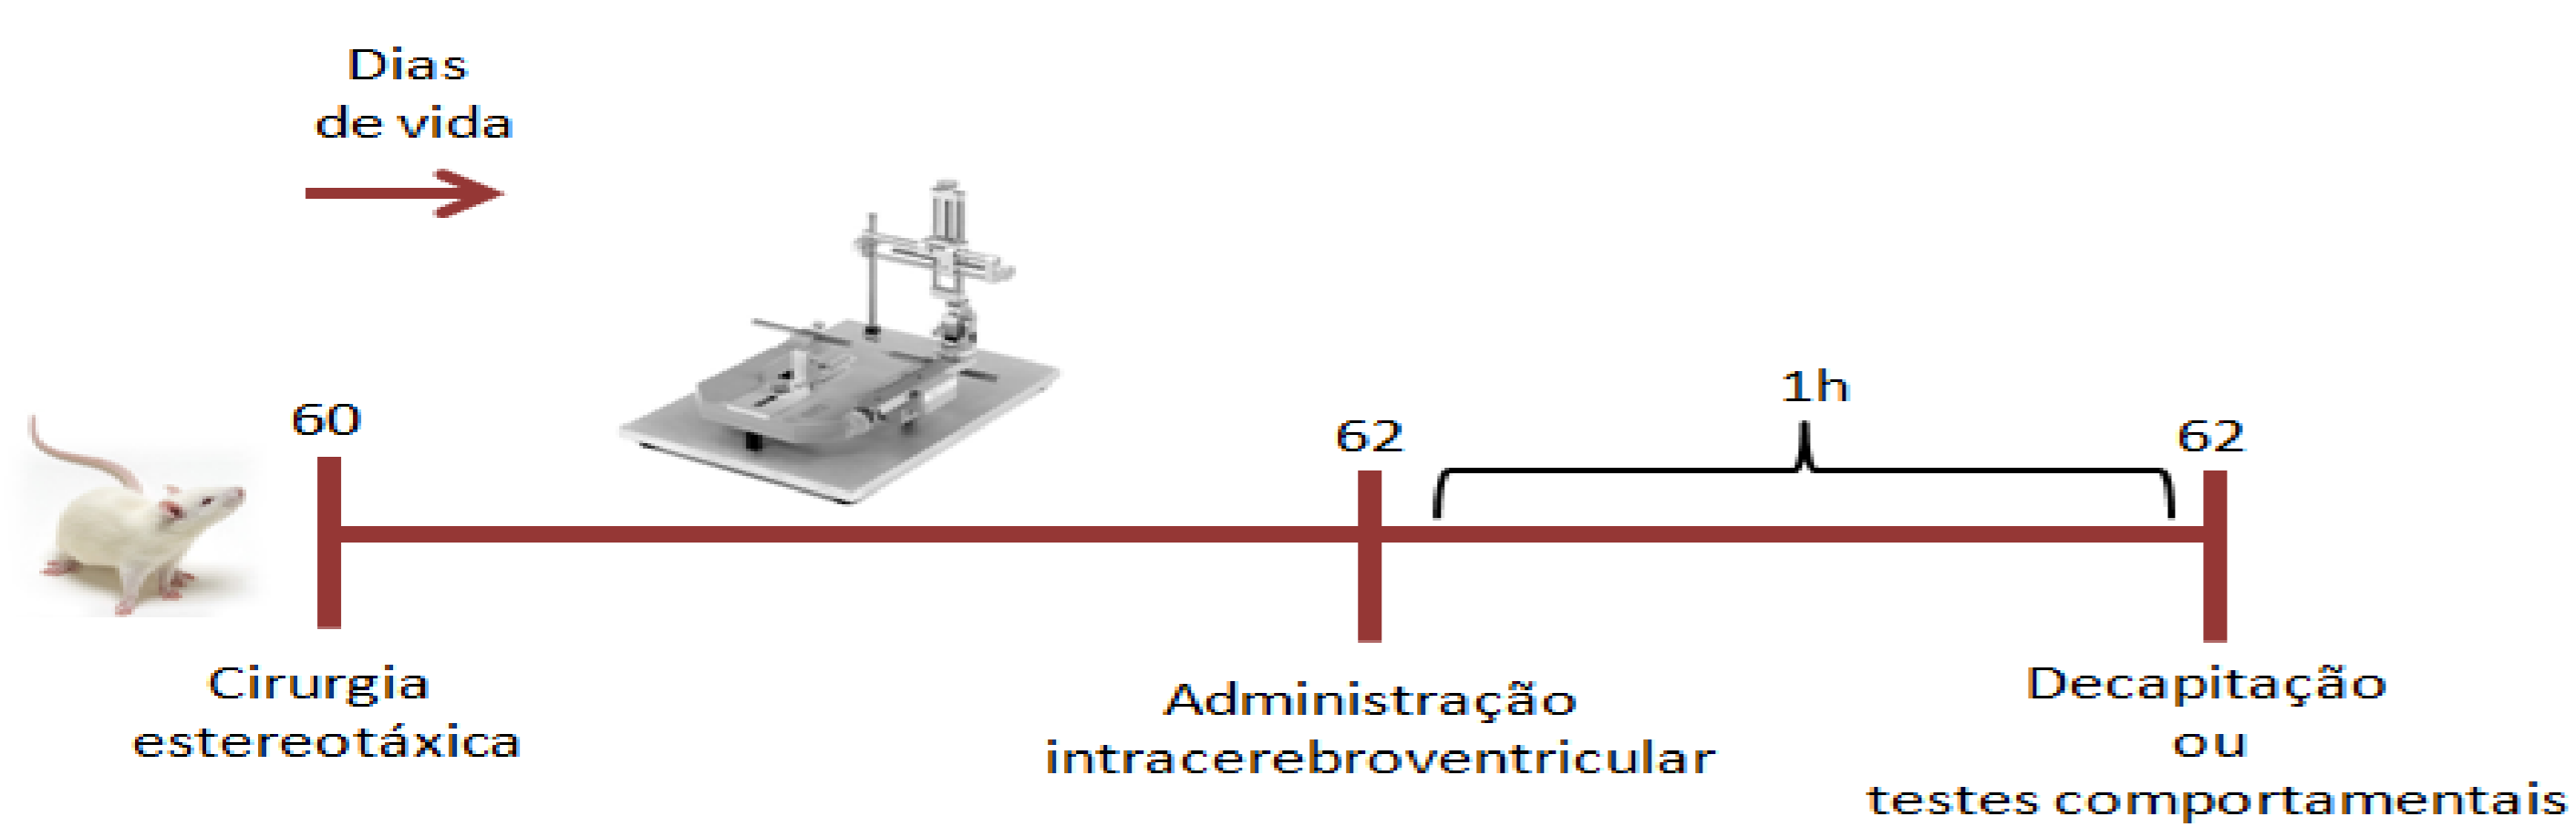 Dias
de vida
60
62
1h
62
Cirurgia
estereotáxica
Administração
intracerebroventricular
Decapitação
ou
testes comportamentais